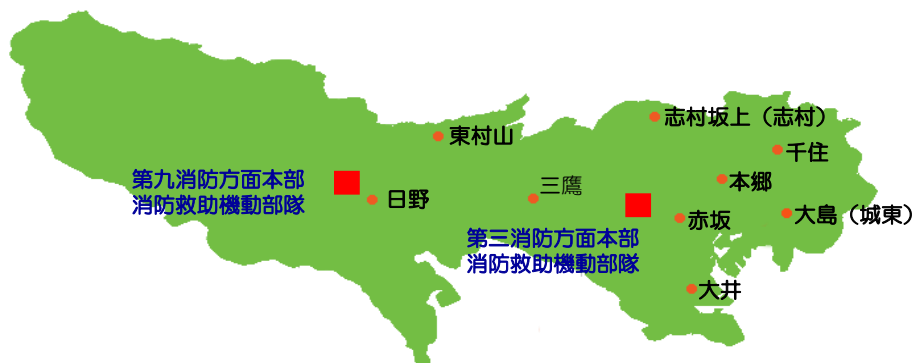 志村坂上（志村）
東村山
千住
第九消防方面本部
消防救助機動部隊
日野
三鷹
本郷
赤坂
大島（城東）
第三消防方面本部
消防救助機動部隊
大井